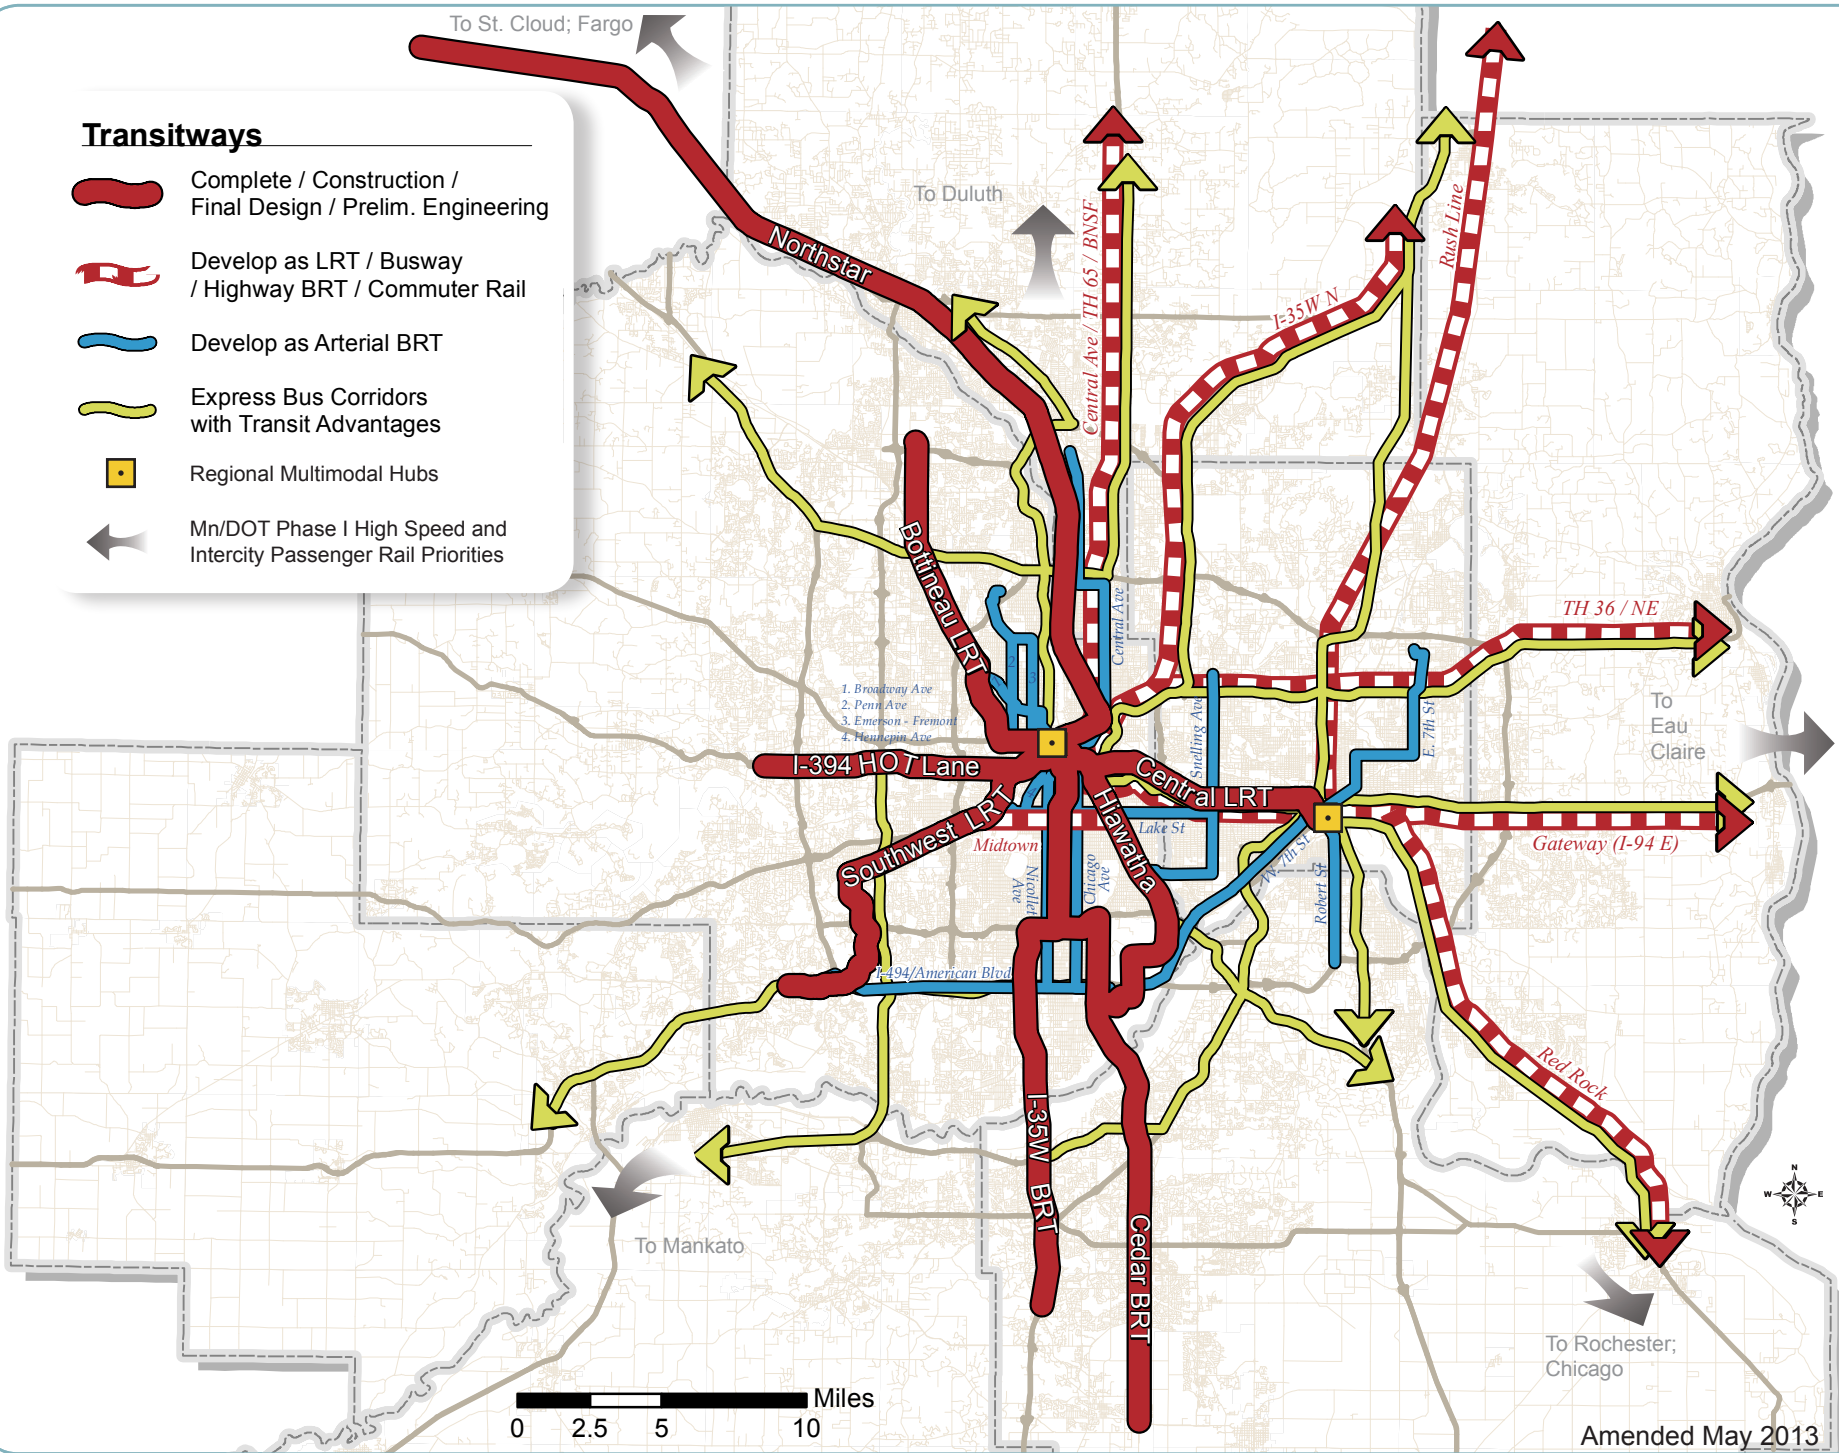 To St. Cloud; Fargo
Transitways
Complete / Construction /
Final Design / Prelim. Engineering
Develop as LRT / Busway
/ Highway BRT / Commuter Rail
Develop as Arterial BRT
Express Bus Corridors
with Transit Advantages
Regional Multimodal Hubs
Mn/DOT Phase I High Speed and
Intercity Passenger Rail Priorities
To Duluth
Northstar
Central Ave / TH 65 / BNSF
I-35W N
Rush Line
Bottineau LRT
Central Ave
TH 36 / NE
2
3
1. Broadway Ave
2. Penn Ave
3. Emerson - Fremont
4. Hennepin Ave
Snelling Ave
E. 7th St
To
Eau
Claire
I-394 HOT Lane
Central LRT
Southwest LRT
Hiawatha
Lake St
Midtown
Gateway (I-94 E)
Nicollet
Ave
Chicago
Ave
W. 7th St
Robert St
I-494/American Blvd
Red Rock
I-35W BRT
Cedar BRT
To Mankato
N
W
E
S
To Rochester;
Chicago
Miles
0 2.5 5 10
Amended May 2013